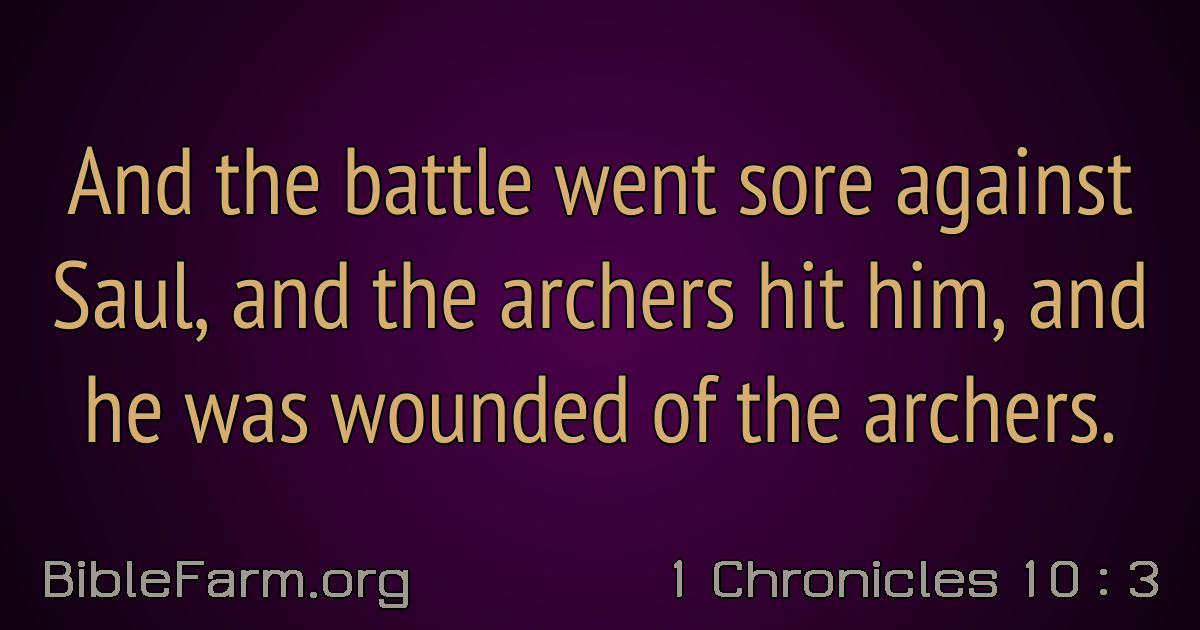 And the battle went sore against
Saul, and the archers hit him, and
he was wounded of the archers.
BibleFarm.org
1 Chronicles 10 : 3